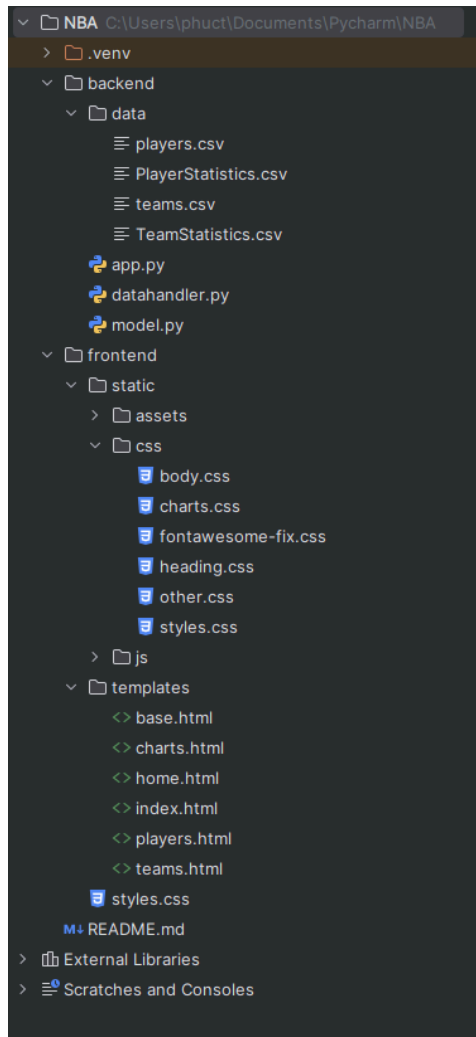 NBA C:\Users\phuct\Documents\Pycharm\NBA
.venv
backend
data
players.csv
PlayerStatistics.csv
teams.csv
TeamStatistics.csv
app.py
datahandler.py
model.py
frontend
static
assets
css
body.css
charts.css
fontawesome-fix.css
heading.css
other.css
styles.css
js
templates
base.html
charts.html
home.html
index.html
players.html
teams.html
styles.css
M↓ README.md
External Libraries
Scratches and Consoles